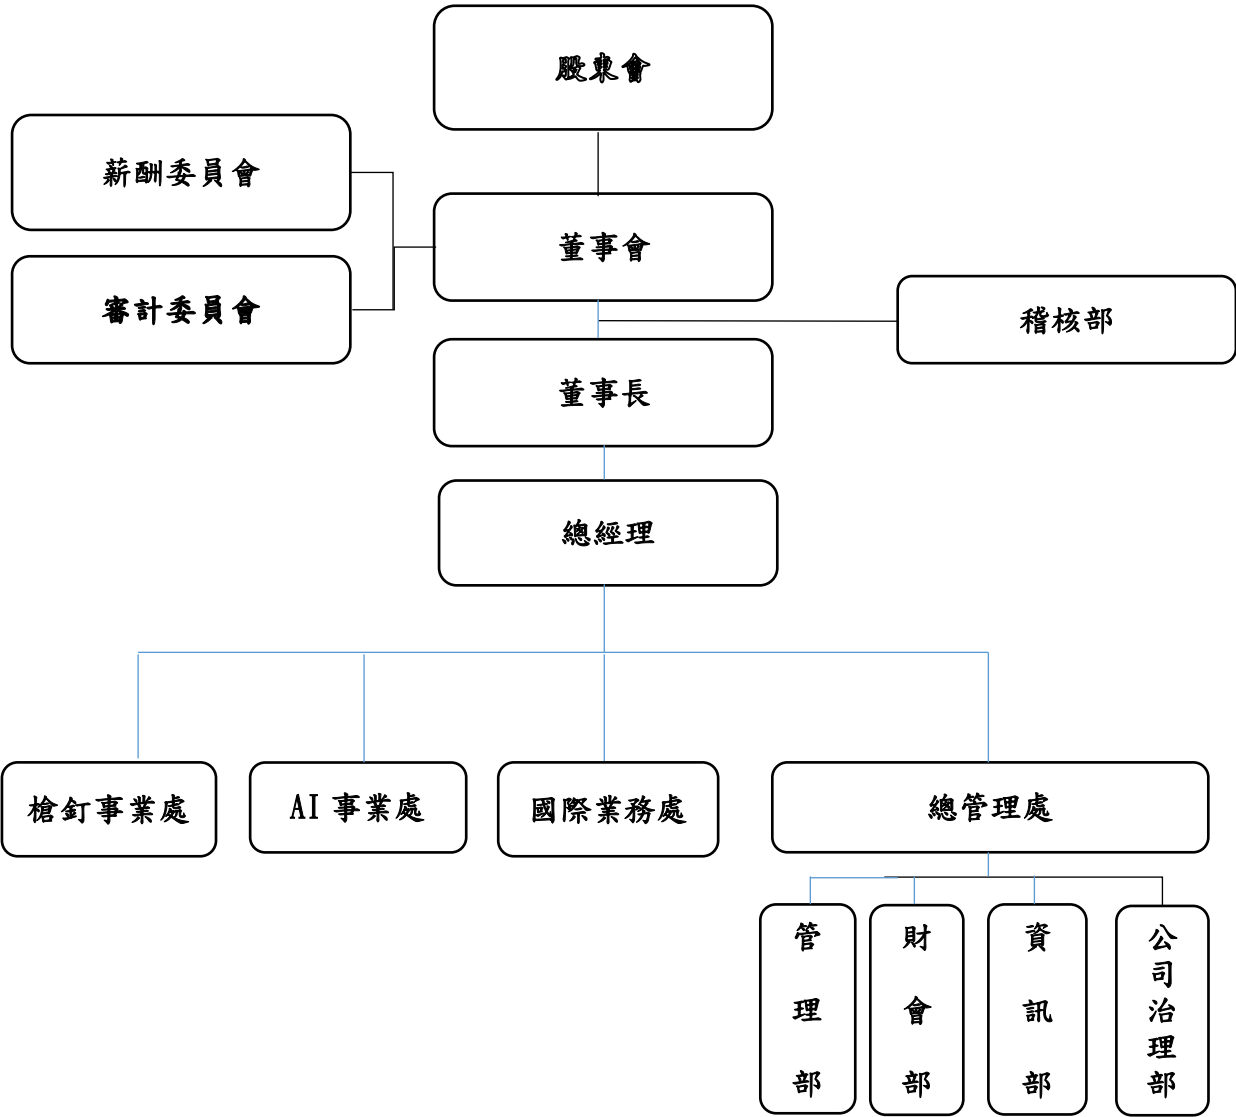 股東會
薪酬委員會
董事會
審計委員會
稽核部
董事長
總經理
槍釘事業處
AI 事業處
國際業務處
總管理處
管理部
財會部
資訊部
公司治理部